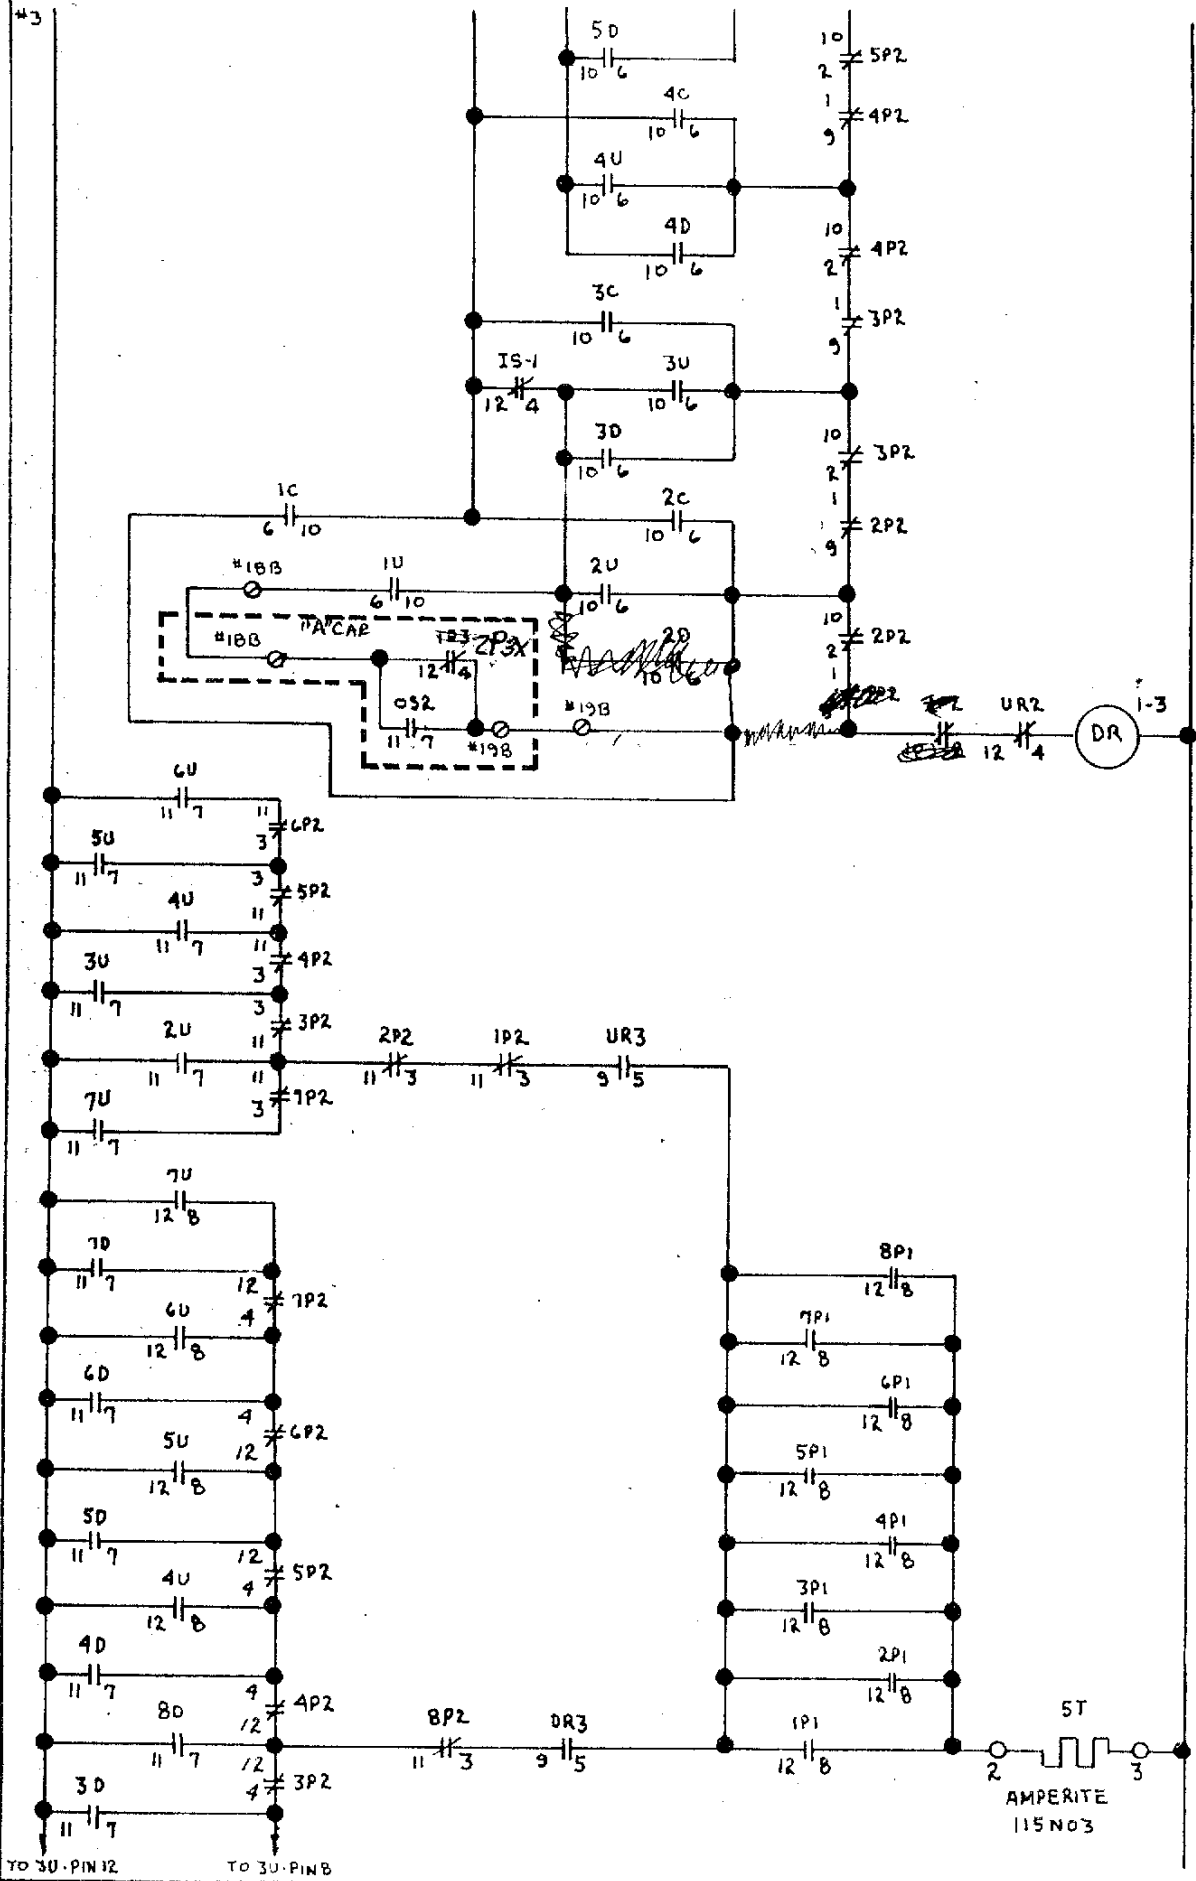 #3
5D
10 6
10
2
5P2
4C
10 6
1
9
4P2
4U
10 6
4D
10 6
10
2
4P2
3C
10 6
1
9
3P2
IS-1
12 4
3U
10 6
3D
10 6
10
2
3P2
1C
6 10
2C
10 6
1
9
2P2
#18B
1U
6 10
2U
10 6
10
2
2P2
"A" CAR
#18B
2P3X
12 4
2D
10 6
1
OS2
11 7
#19B
#19B
UR2
12 4
DR
1-3
6U
11 7
11
3
6P2
5U
11 7
3
11
5P2
4U
11 7
11
3
4P2
3U
11 7
3
11
3P2
2U
11 7
2P2
11 3
1P2
11 3
UR3
9 5
11
3
7P2
7U
11 7
7U
12 8
7D
11 7
12
4
7P2
8P1
12 8
6U
12 8
7P1
12 8
6D
11 7
4
12
6P2
6P1
12 8
5U
12 8
5P1
12 8
5D
11 7
12
4
5P2
4P1
12 8
4U
12 8
3P1
12 8
4D
11 7
4
12
4P2
2P1
12 8
8D
11 7
8P2
11 3
DR3
9 5
1P1
12 8
5T
2 3
AMPERITE
115N03
3D
11 7
12
4
3P2
TO 3U-PIN 12
TO 3U-PIN 8